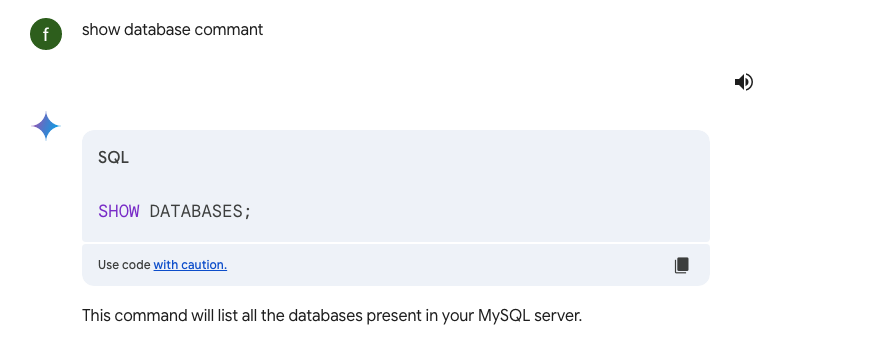 f
show database commant
SQL
SHOW DATABASES;
Use code with caution.
This command will list all the databases present in your MySQL server.